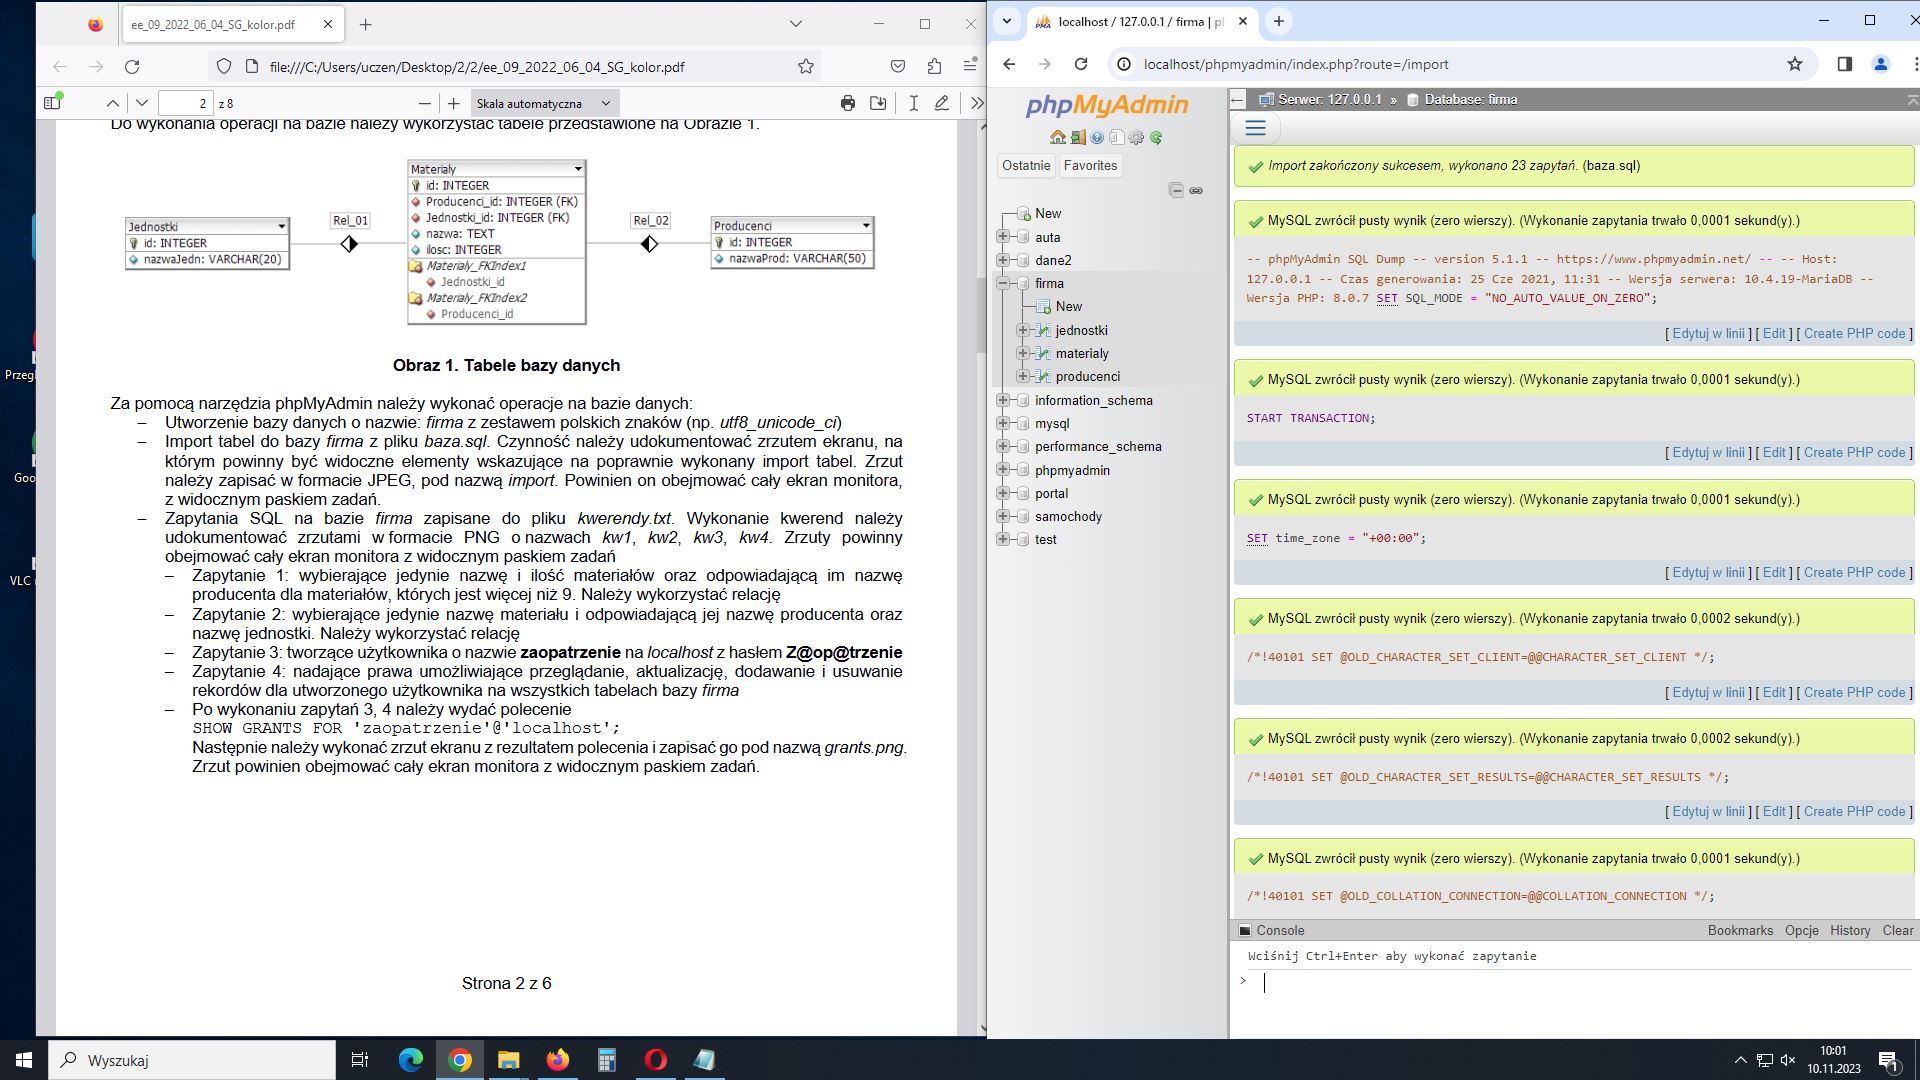 ee_09_2022_06_04_SG_kolor.pdf
file:///C:/Users/uczen/Desktop/2/2/ee_09_2022_06_04_SG_kolor.pdf
2 z 8
Skala automatyczna
Do wykonania operacji na bazie należy wykorzystać tabele przedstawione na Obrazie 1.
Jednostki
id: INTEGER
nazwaJedn: VARCHAR(20)
Rel_01
Materialy
id: INTEGER
Producenci_id: INTEGER (FK)
Jednostki_id: INTEGER (FK)
nazwa: TEXT
ilosc: INTEGER
Materialy_FKIndex1
Jednostki_id
Materialy_FKIndex2
Producenci_id
Rel_02
Producenci
id: INTEGER
nazwaProd: VARCHAR(50)
Obraz 1. Tabele bazy danych
Za pomocą narzędzia phpMyAdmin należy wykonać operacje na bazie danych:
– Utworzenie bazy danych o nazwie: firma z zestawem polskich znaków (np. utf8_unicode_ci)
– Import tabel do bazy firma z pliku baza.sql. Czynność należy udokumentować zrzutem ekranu, na
którym powinny być widoczne elementy wskazujące na poprawnie wykonany import tabel. Zrzut
należy zapisać w formacie JPEG, pod nazwą import. Powinien on obejmować cały ekran monitora,
z widocznym paskiem zadań.
– Zapytania SQL na bazie firma zapisane do pliku kwerendy.txt. Wykonanie kwerend należy
udokumentować zrzutami w formacie PNG o nazwach kw1, kw2, kw3, kw4. Zrzuty powinny
obejmować cały ekran monitora z widocznym paskiem zadań
– Zapytanie 1: wybierające jedynie nazwę i ilość materiałów oraz odpowiadającą im nazwę
producenta dla materiałów, których jest więcej niż 9. Należy wykorzystać relację
– Zapytanie 2: wybierające jedynie nazwę materiału i odpowiadającą jej nazwę producenta oraz
nazwę jednostki. Należy wykorzystać relację
– Zapytanie 3: tworzące użytkownika o nazwie zaopatrzenie na localhost z hasłem Z@op@trzenie
– Zapytanie 4: nadające prawa umożliwiające przeglądanie, aktualizację, dodawanie i usuwanie
rekordów dla utworzonego użytkownika na wszystkich tabelach bazy firma
– Po wykonaniu zapytań 3, 4 należy wydać polecenie
SHOW GRANTS FOR 'zaopatrzenie'@'localhost';
Następnie należy wykonać zrzut ekranu z rezultatem polecenia i zapisać go pod nazwą grants.png.
Zrzut powinien obejmować cały ekran monitora z widocznym paskiem zadań.
Strona 2 z 6
localhost / 127.0.0.1 / firma |
localhost/phpmyadmin/index.php?route=/import
phpMyAdmin
Ostatnie Favorites
New
auta
dane2
firma
New
jednostki
materialy
producenci
information_schema
mysql
performance_schema
phpmyadmin
portal
samochody
test
Serwer: 127.0.0.1 » Database: firma
Import zakończony sukcesem, wykonano 23 zapytań. (baza.sql)
MySQL zwrócił pusty wynik (zero wierszy). (Wykonanie zapytania trwało 0,0001 sekund(y).)
-- phpMyAdmin SQL Dump -- version 5.1.1 -- https://www.phpmyadmin.net/ -- -- Host:
127.0.0.1 -- Czas generowania: 25 Cze 2021, 11:31 -- Wersja serwera: 10.4.19-MariaDB --
Wersja PHP: 8.0.7 SET SQL_MODE = "NO_AUTO_VALUE_ON_ZERO";
[ Edytuj w linii ] [ Edit ] [ Create PHP code ]
MySQL zwrócił pusty wynik (zero wierszy). (Wykonanie zapytania trwało 0,0001 sekund(y).)
START TRANSACTION;
[ Edytuj w linii ] [ Edit ] [ Create PHP code ]
MySQL zwrócił pusty wynik (zero wierszy). (Wykonanie zapytania trwało 0,0001 sekund(y).)
SET time_zone = "+00:00";
[ Edytuj w linii ] [ Edit ] [ Create PHP code ]
MySQL zwrócił pusty wynik (zero wierszy). (Wykonanie zapytania trwało 0,0002 sekund(y).)
/*!40101 SET @OLD_CHARACTER_SET_CLIENT=@@CHARACTER_SET_CLIENT */;
[ Edytuj w linii ] [ Edit ] [ Create PHP code ]
MySQL zwrócił pusty wynik (zero wierszy). (Wykonanie zapytania trwało 0,0002 sekund(y).)
/*!40101 SET @OLD_CHARACTER_SET_RESULTS=@@CHARACTER_SET_RESULTS */;
[ Edytuj w linii ] [ Edit ] [ Create PHP code ]
MySQL zwrócił pusty wynik (zero wierszy). (Wykonanie zapytania trwało 0,0001 sekund(y).)
/*!40101 SET @OLD_COLLATION_CONNECTION=@@COLLATION_CONNECTION */;
Console
Bookmarks Opcje History Clear
Wciśnij Ctrl+Enter aby wykonać zapytanie
>
Wyszukaj
10:01
10.11.2023
1